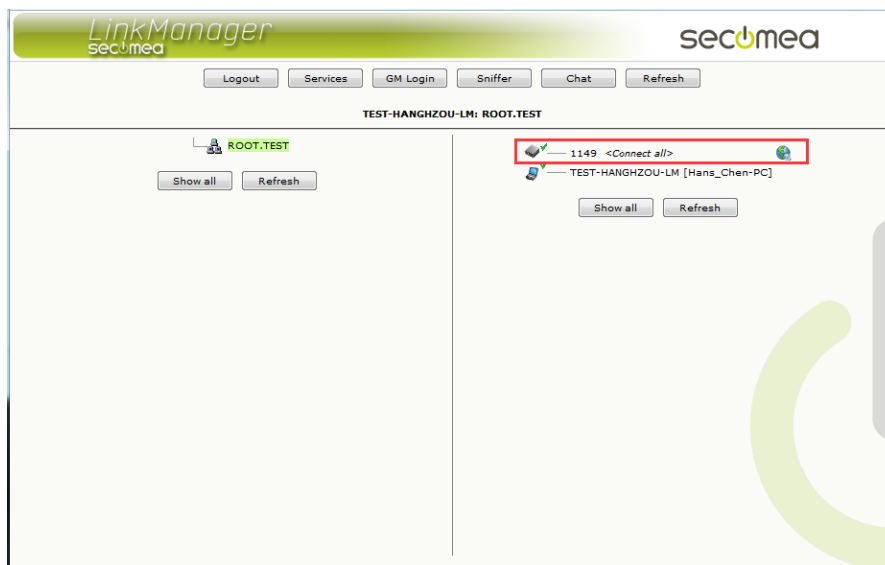 LinkManager
secomea
secomea
Logout Services GM Login Sniffer Chat Refresh
TEST-HANGHZOU-LM: ROOT.TEST
ROOT.TEST
Show all Refresh
1149 <Connect all>
TEST-HANGHZOU-LM [Hans_Chen-PC]
Show all Refresh